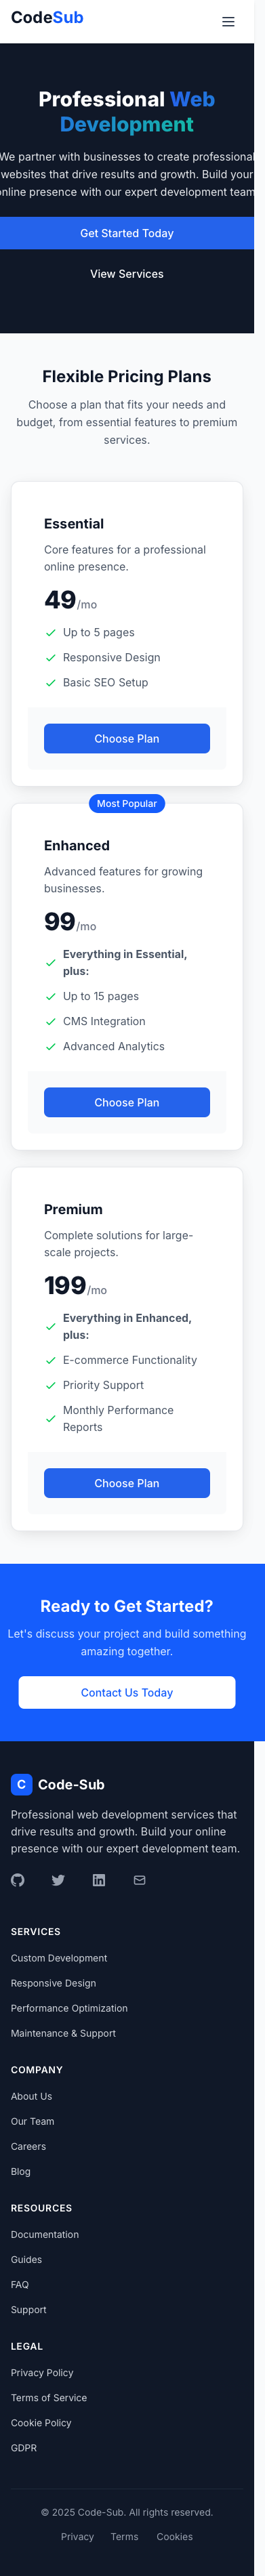 CodeSub
Professional Web
Development
We partner with businesses to create professional
websites that drive results and growth. Build your
online presence with our expert development team.
Get Started Today
View Services
Flexible Pricing Plans
Choose a plan that fits your needs and
budget, from essential features to premium
services.
Essential
Core features for a professional
online presence.
49/mo
Up to 5 pages
Responsive Design
Basic SEO Setup
Choose Plan
Most Popular
Enhanced
Advanced features for growing
businesses.
99/mo
Everything in Essential,
plus:
Up to 15 pages
CMS Integration
Advanced Analytics
Choose Plan
Premium
Complete solutions for large-
scale projects.
199/mo
Everything in Enhanced,
plus:
E-commerce Functionality
Priority Support
Monthly Performance
Reports
Choose Plan
Ready to Get Started?
Let's discuss your project and build something
amazing together.
Contact Us Today
C Code-Sub
Professional web development services that
drive results and growth. Build your online
presence with our expert development team.
SERVICES
Custom Development
Responsive Design
Performance Optimization
Maintenance & Support
COMPANY
About Us
Our Team
Careers
Blog
RESOURCES
Documentation
Guides
FAQ
Support
LEGAL
Privacy Policy
Terms of Service
Cookie Policy
GDPR
© 2025 Code-Sub. All rights reserved.
Privacy Terms Cookies